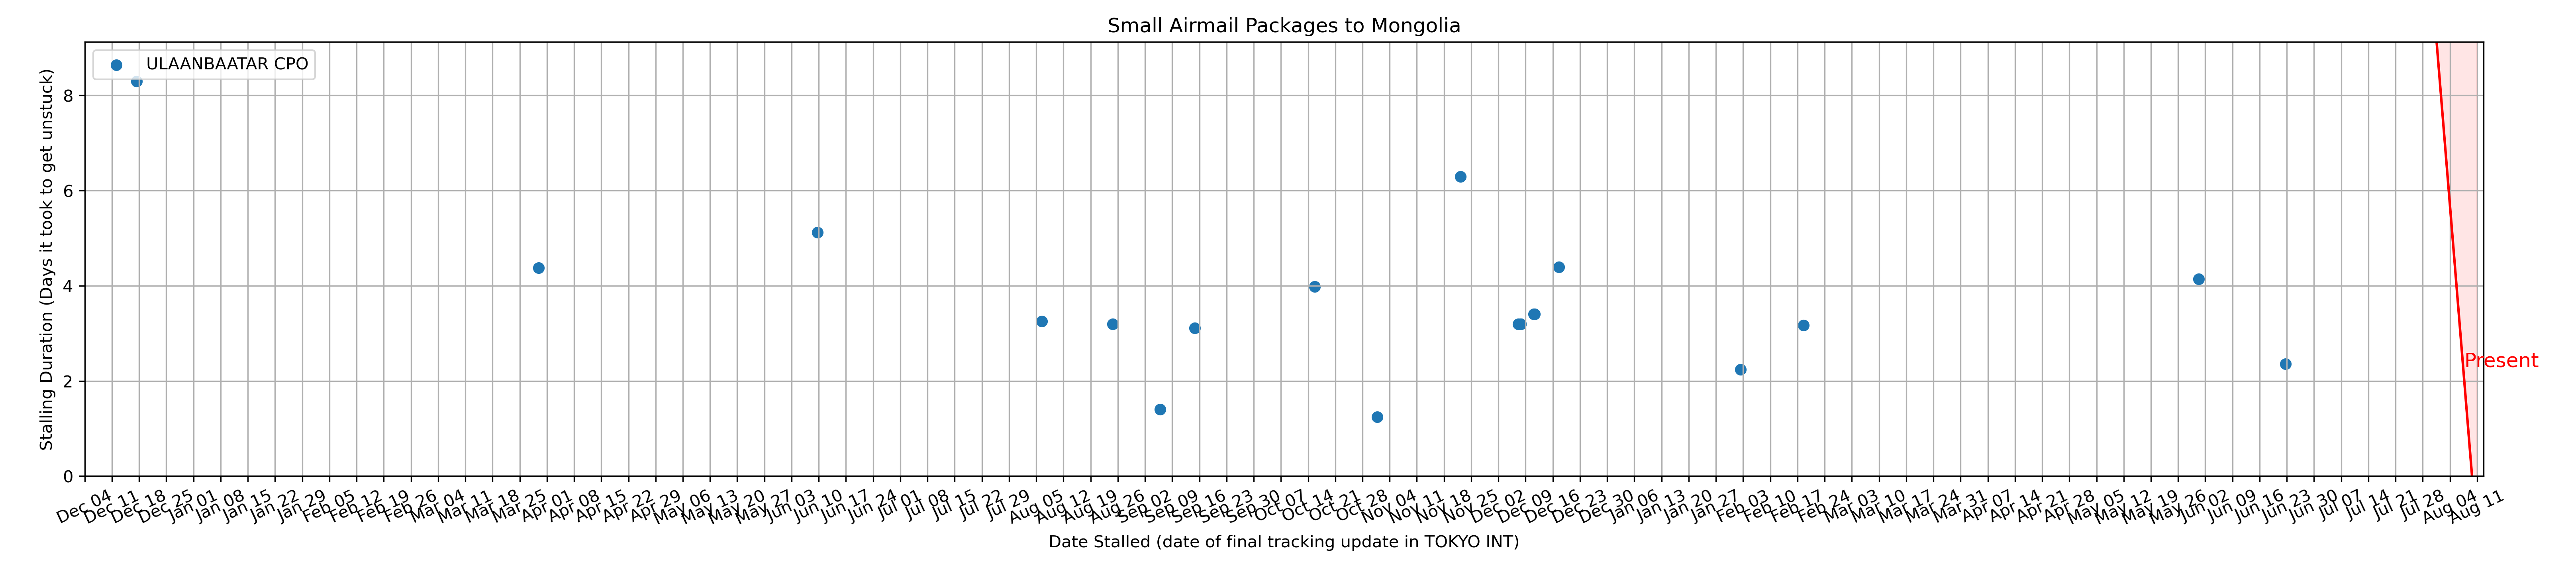 Small Airmail Packages to Mongolia
ULAANBAATAR CPO
Stalling Duration (Days it took to get unstuck)
8
6
4
2
0
Present
Dec 04
Dec 11
Dec 18
Dec 25
Jan 01
Jan 08
Jan 15
Jan 22
Jan 29
Feb 05
Feb 12
Feb 19
Feb 26
Mar 04
Mar 11
Mar 18
Mar 25
Apr 01
Apr 08
Apr 15
Apr 22
Apr 29
May 06
May 13
May 20
May 27
Jun 03
Jun 10
Jun 17
Jun 24
Jul 01
Jul 08
Jul 15
Jul 22
Jul 29
Aug 05
Aug 12
Aug 19
Aug 26
Sep 02
Sep 09
Sep 16
Sep 23
Sep 30
Oct 07
Oct 14
Oct 21
Oct 28
Nov 04
Nov 11
Nov 18
Nov 25
Dec 02
Dec 09
Dec 16
Dec 23
Dec 30
Jan 06
Jan 13
Jan 20
Jan 27
Feb 03
Feb 10
Feb 17
Feb 24
Mar 03
Mar 10
Mar 17
Mar 24
Mar 31
Apr 07
Apr 14
Apr 21
Apr 28
May 05
May 12
May 19
May 26
Jun 02
Jun 09
Jun 16
Jun 23
Jun 30
Jul 07
Jul 14
Jul 21
Jul 28
Aug 04
Aug 11
Date Stalled (date of final tracking update in TOKYO INT)